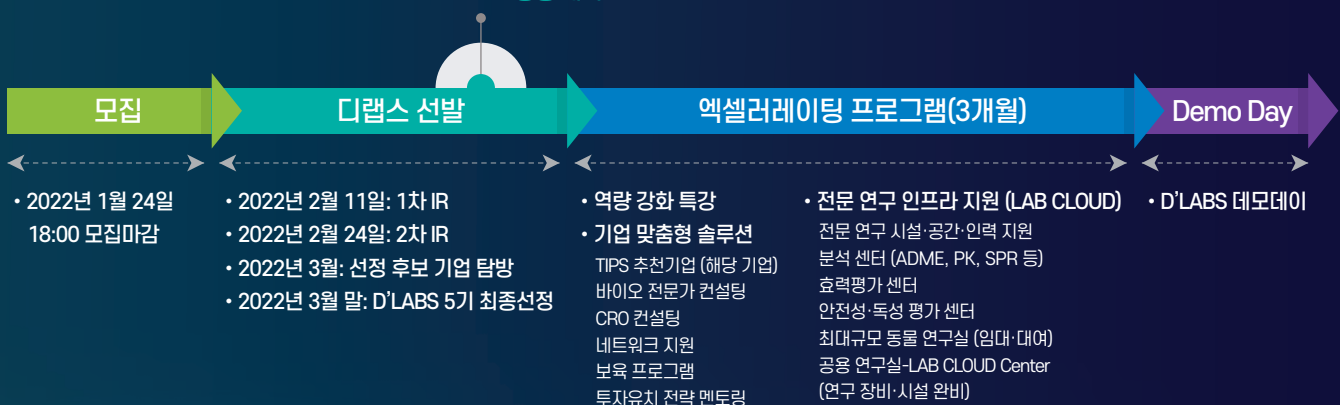 모집
디랩스 선발
엑셀러레이팅 프로그램(3개월)
Demo Day
• 2022년 1월 24일
18:00 모집마감
• 2022년 2월 11일: 1차 IR
• 2022년 2월 24일: 2차 IR
• 2022년 3월: 선정 후보 기업 탐방
• 2022년 3월 말: D'LABS 5기 최종선정
• 역량 강화 특강
• 기업 맞춤형 솔루션
TIPS 추천기업 (해당 기업)
바이오 전문가 컨설팅
CRO 컨설팅
네트워크 지원
보육 프로그램
투자유치 전략 멘토링
• 전문 연구 인프라 지원 (LAB CLOUD)
전문 연구 시설·공간·인력 지원
분석 센터 (ADME, PK, SPR 등)
효력평가 센터
안전성·독성 평가 센터
최대규모 동물 연구실 (임대·대여)
공용 연구실-LAB CLOUD Center
(연구 장비·시설 완비)
• D'LABS 데모데이